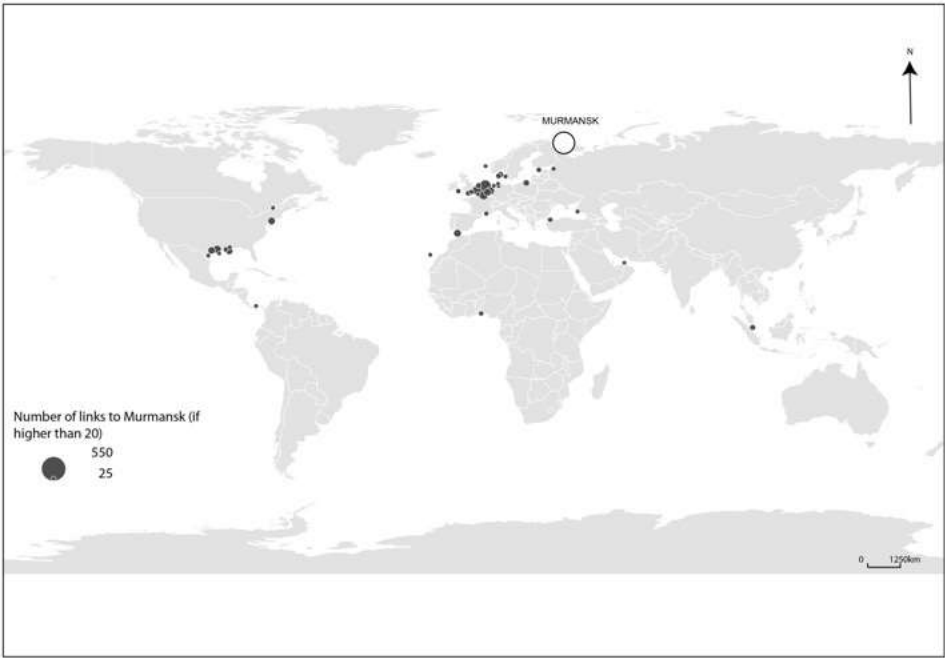 N
MURMANSK
Number of links to Murmansk (if
higher than 20)
550
25
0 1250km